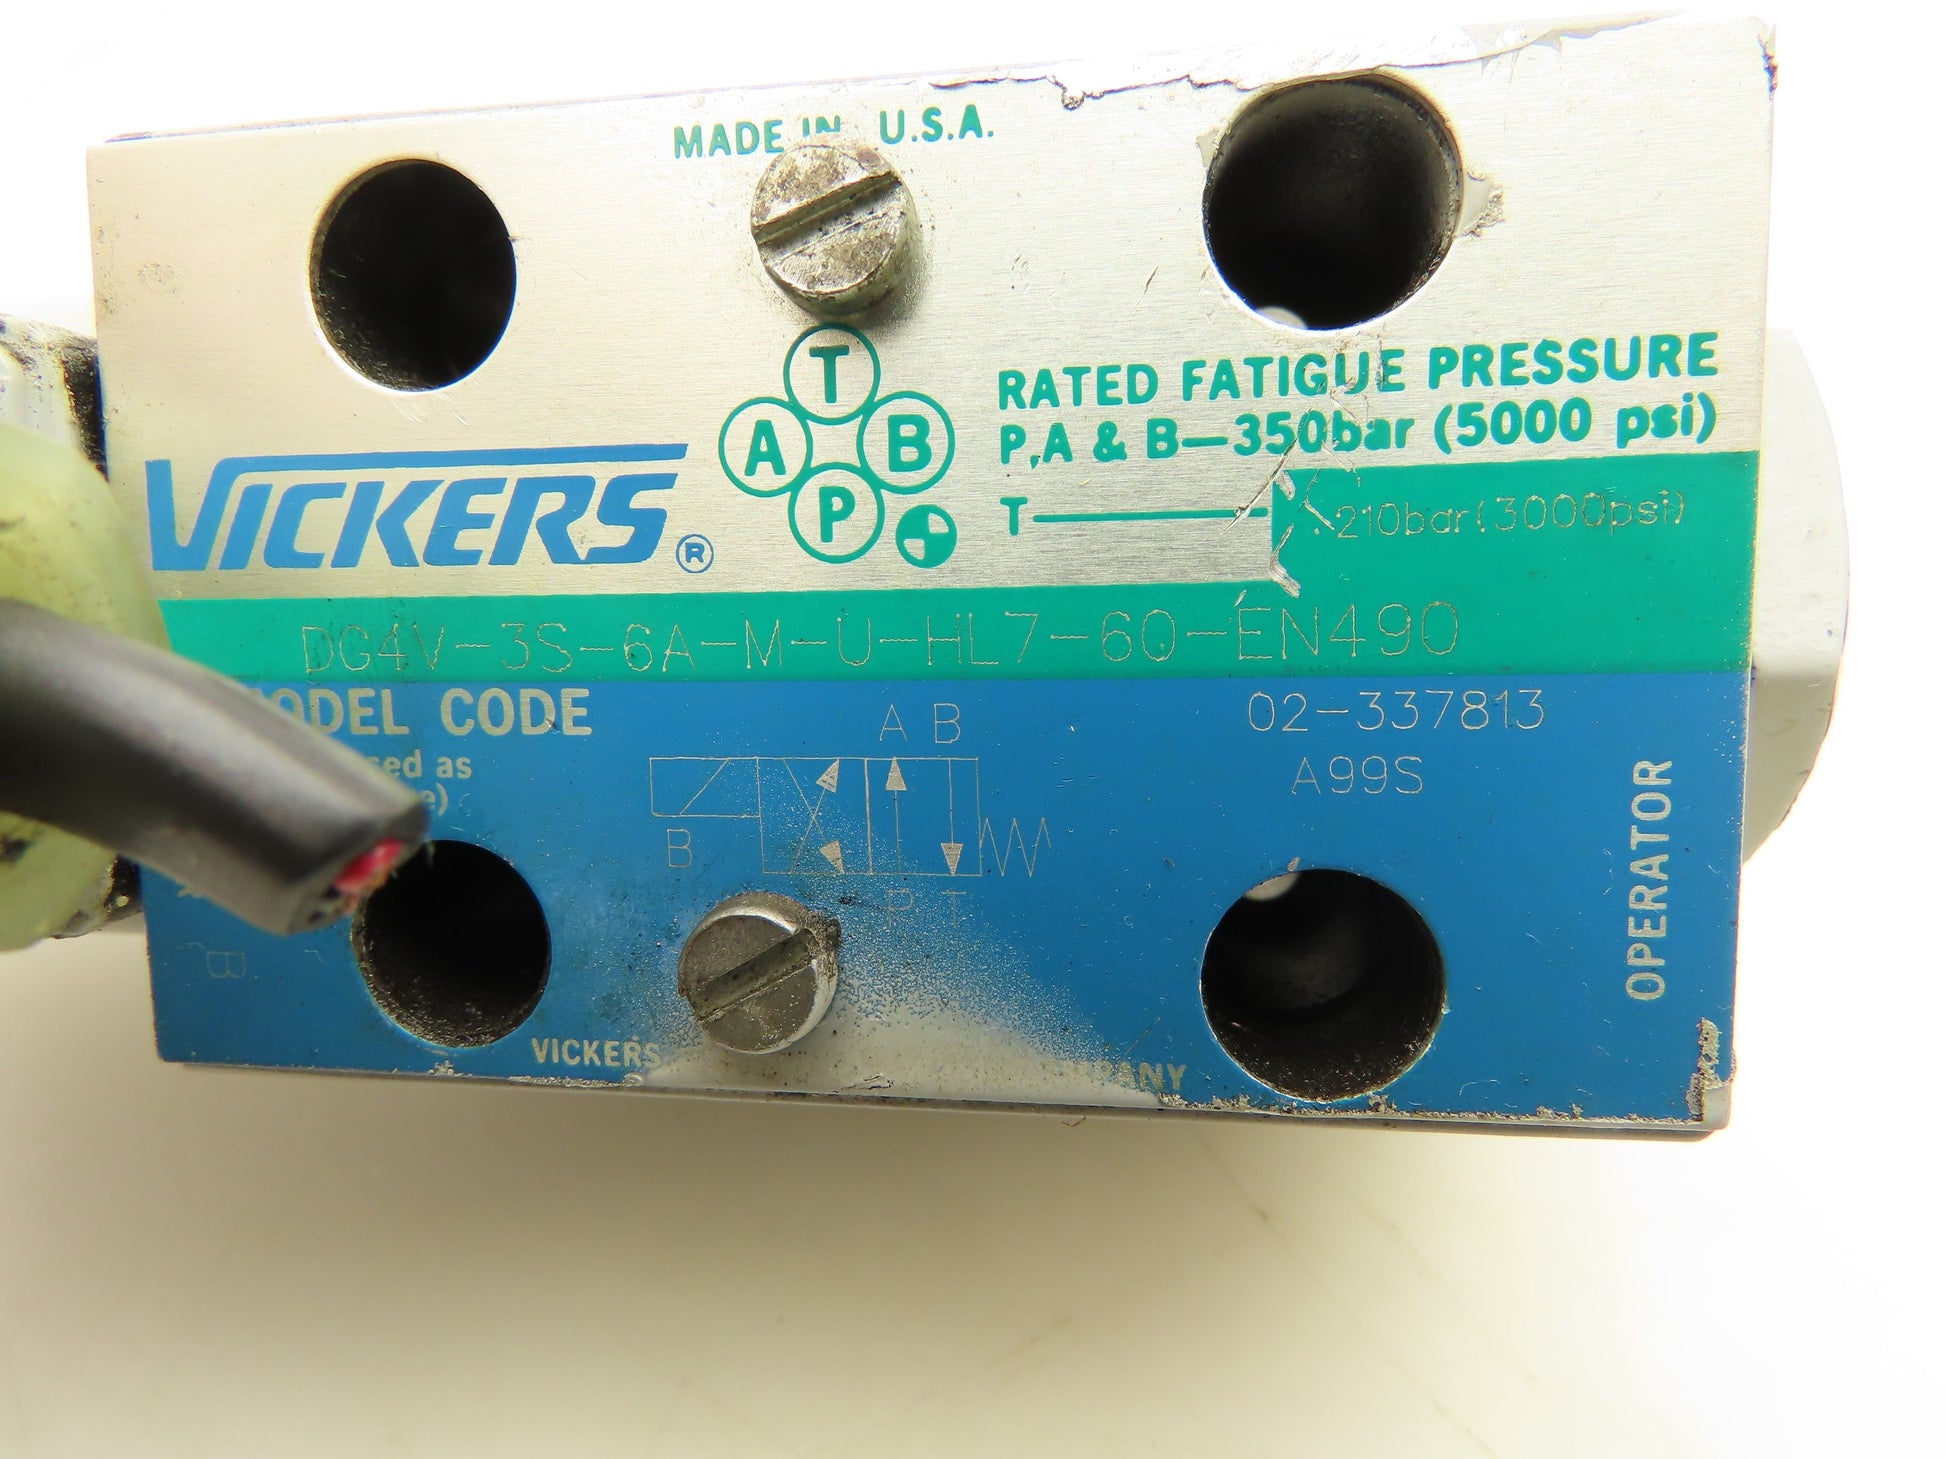 MADE IN U.S.A.
T
A B
P
VICKERS ®
RATED FATIGUE PRESSURE
P,A & B—350bar (5000 psi)
T 210bar(3000psi)
DG4V-3S-6A-M-U-HL7-60-EN490
MODEL CODE
as
02-337813
A99S
A B
B
P T
B
OPERATOR
VICKERS